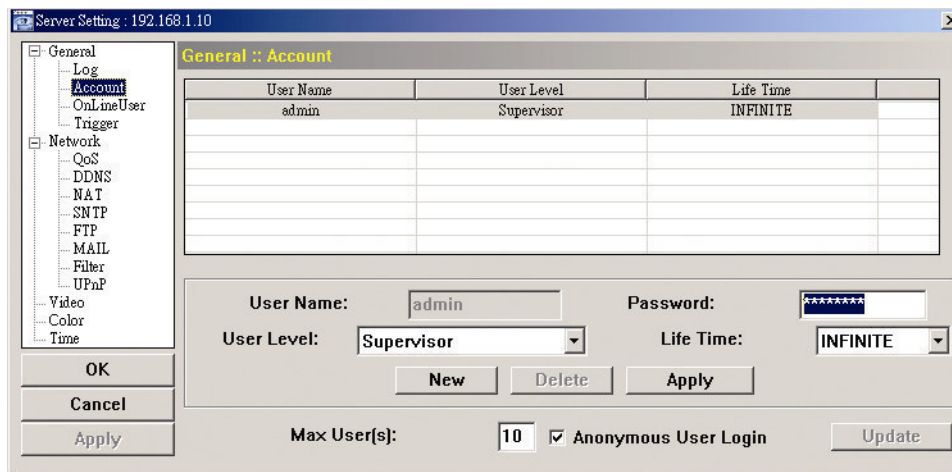 Server Setting : 192.168.1.10
General
Log
Account
OnLineUser
Trigger
Network
QoS
DDNS
NAT
SNTP
FTP
MAIL
Filter
UPnP
Video
Color
Time
OK
Cancel
Apply
General :: Account
User Name User Level Life Time
admin Supervisor INFINITE
User Name: admin Password: ********
User Level: Supervisor Life Time: INFINITE
New Delete Apply
Max User(s): 10 Anonymous User Login Update